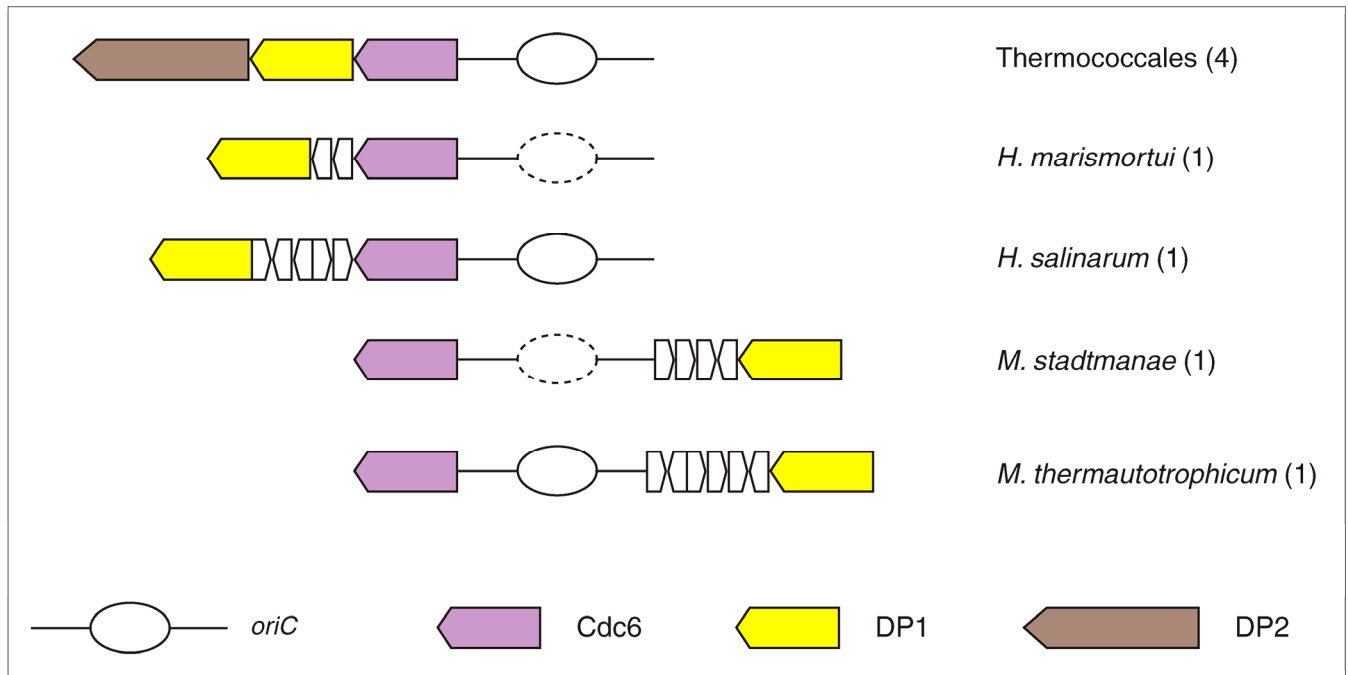 Thermococcales (4)
H. marismortui (1)
H. salinarum (1)
M. stadtmanae (1)
M. thermautotrophicum (1)
oriC
Cdc6
DP1
DP2